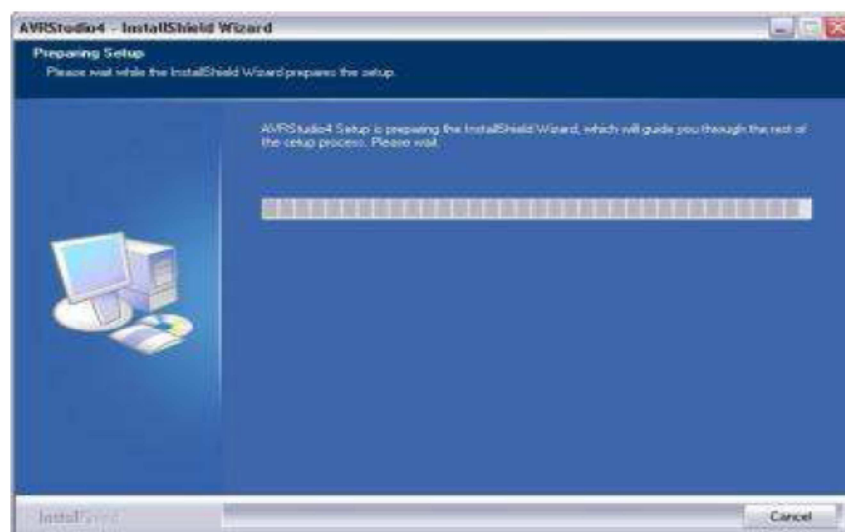 AVRStudio4 - InstallShield Wizard
Preparing Setup
Please wait while the InstallShield Wizard prepares the setup.
AVRStudio4 Setup is preparing the InstallShield Wizard, which will guide you through the rest of
the setup process. Please wait.
InstallShield
Cancel